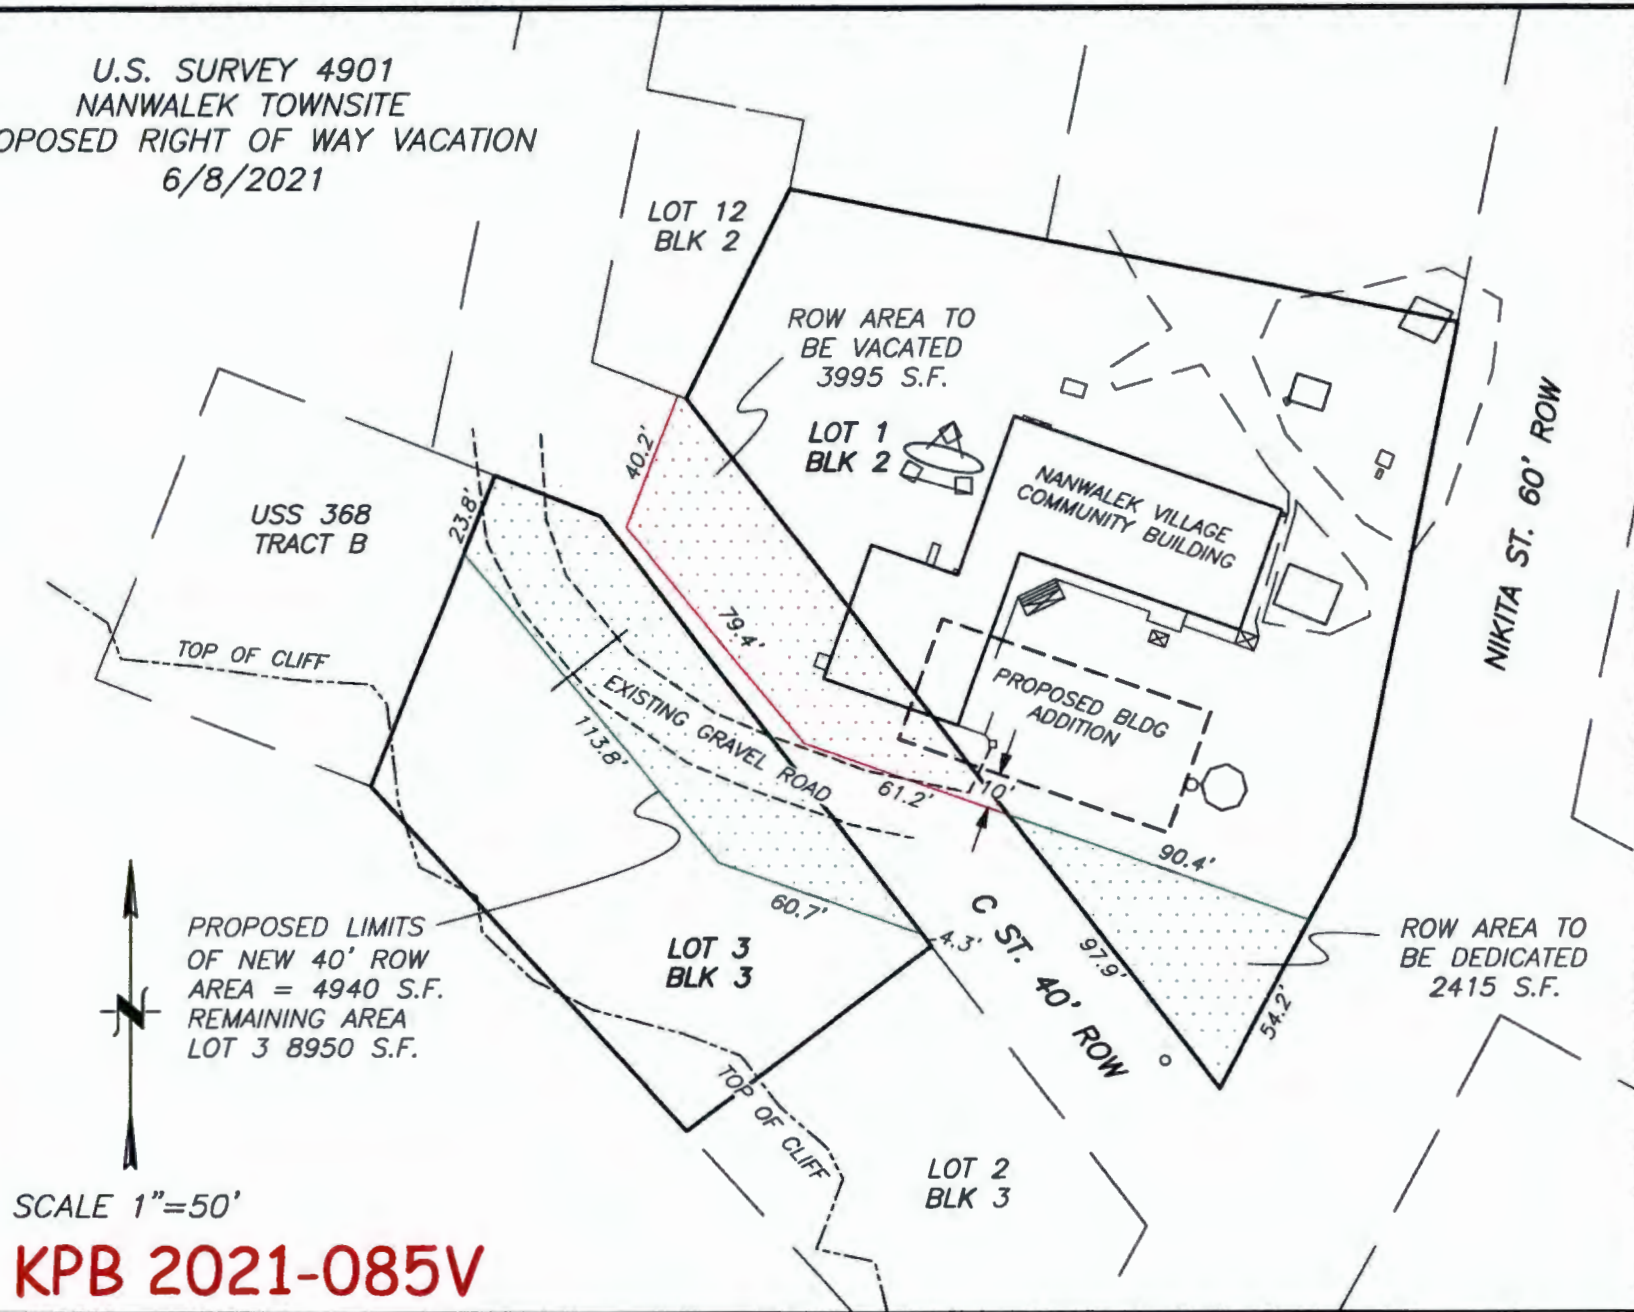 U.S. SURVEY 4901
NANWALEK TOWNSITE
OPOSED RIGHT OF WAY VACATION
6/8/2021
LOT 12
BLK 2
ROW AREA TO
BE VACATED
3995 S.F.
LOT 1
BLK 2
NANWALEK VILLAGE
COMMUNITY BUILDING
NIKITA ST. 60' ROW
40.2'
23.8'
USS 368
TRACT B
TOP OF CLIFF
79.4'
EXISTING GRAVEL ROAD
113.8'
PROPOSED BLDG
ADDITION
61.2'
10'
90.4'
60.7'
4.3'
C ST. 40' ROW
97.9'
54.2'
PROPOSED LIMITS
OF NEW 40' ROW
AREA = 4940 S.F.
REMAINING AREA
LOT 3 8950 S.F.
LOT 3
BLK 3
ROW AREA TO
BE DEDICATED
2415 S.F.
N
TOP OF CLIFF
LOT 2
BLK 3
SCALE 1"=50'
KPB 2021-085V